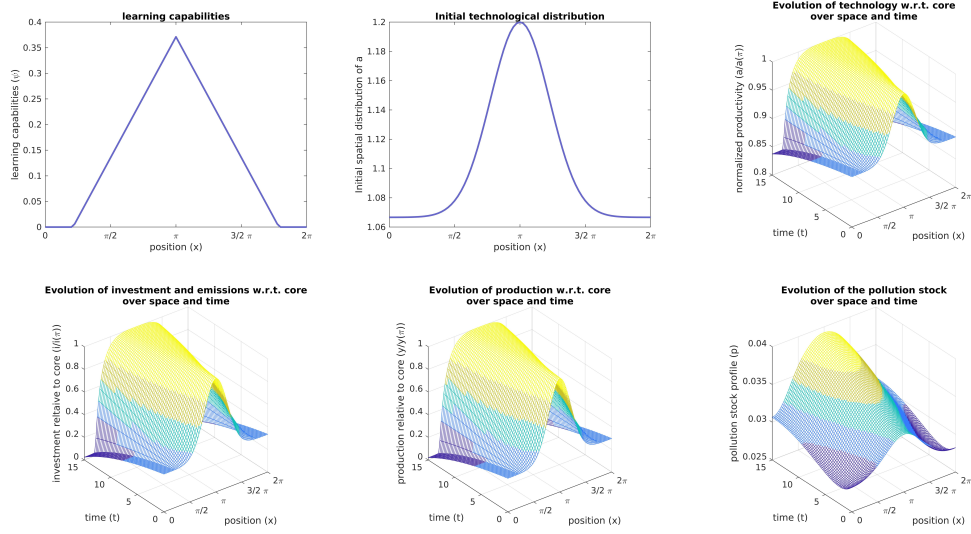 learning capabilities
0.4
0.35
0.3
0.25
0.2
0.15
0.1
0.05
0
learning capabilities (ψ)
0
π/2
π
3/2 π
2π
position (x)
Initial technological distribution
1.2
1.18
1.16
1.14
1.12
1.1
1.08
1.06
Initial spatial distribution of a
0
π/2
π
3/2 π
2π
position (x)
Evolution of technology w.r.t. core
over space and time
1
0.95
0.9
0.85
0.8
normalized productivity (a/a(π))
15
10
5
0
time (t)
0
π/2
π
3/2 π
2π
position (x)
Evolution of investment and emissions w.r.t. core
over space and time
1
0.8
0.6
0.4
0.2
0
investment reltaive to core (i/i(π))
15
10
5
0
time (t)
0
π/2
π
3/2 π
2π
position (x)
Evolution of production w.r.t. core
over space and time
1
0.8
0.6
0.4
0.2
0
production relative to core (y/y(π))
15
10
5
0
time (t)
0
π/2
π
3/2 π
2π
position (x)
Evolution of the pollution stock
over space and time
0.04
0.035
0.03
0.025
pollution stock profile (p)
15
10
5
0
time (t)
0
π/2
π
3/2 π
2π
position (x)